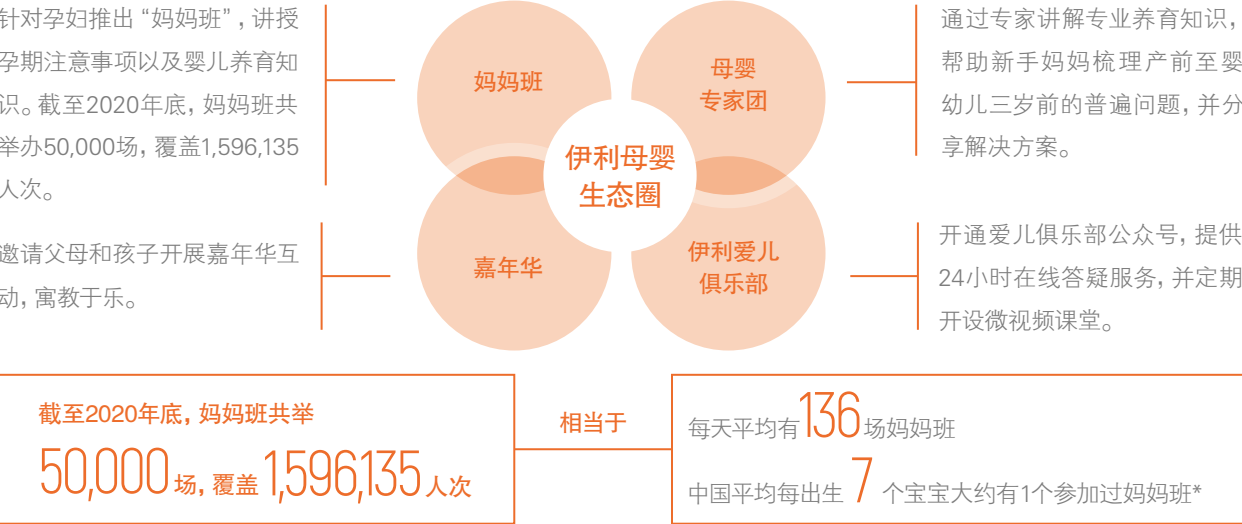 针对孕妇推出“妈妈班”,讲授
孕期注意事项以及婴儿养育知
识。截至2020年底,妈妈班共
举办50,000场,覆盖1,596,135
人次。
邀请父母和孩子开展嘉年华互
动,寓教于乐。
妈妈班
母婴
专家团
伊利母婴
生态圈
嘉年华
伊利爱儿
俱乐部
通过专家讲解专业养育知识,
帮助新手妈妈梳理产前至婴
幼儿三岁前的普遍问题,并分
享解决方案。
开通爱儿俱乐部公众号,提供
24小时在线答疑服务,并定期
开设微视频课堂。
截至2020年底,妈妈班共举
50,000场,覆盖1,596,135人次
相当于
每天平均有136场妈妈班
中国平均每出生 7 个宝宝大约有1个参加过妈妈班*